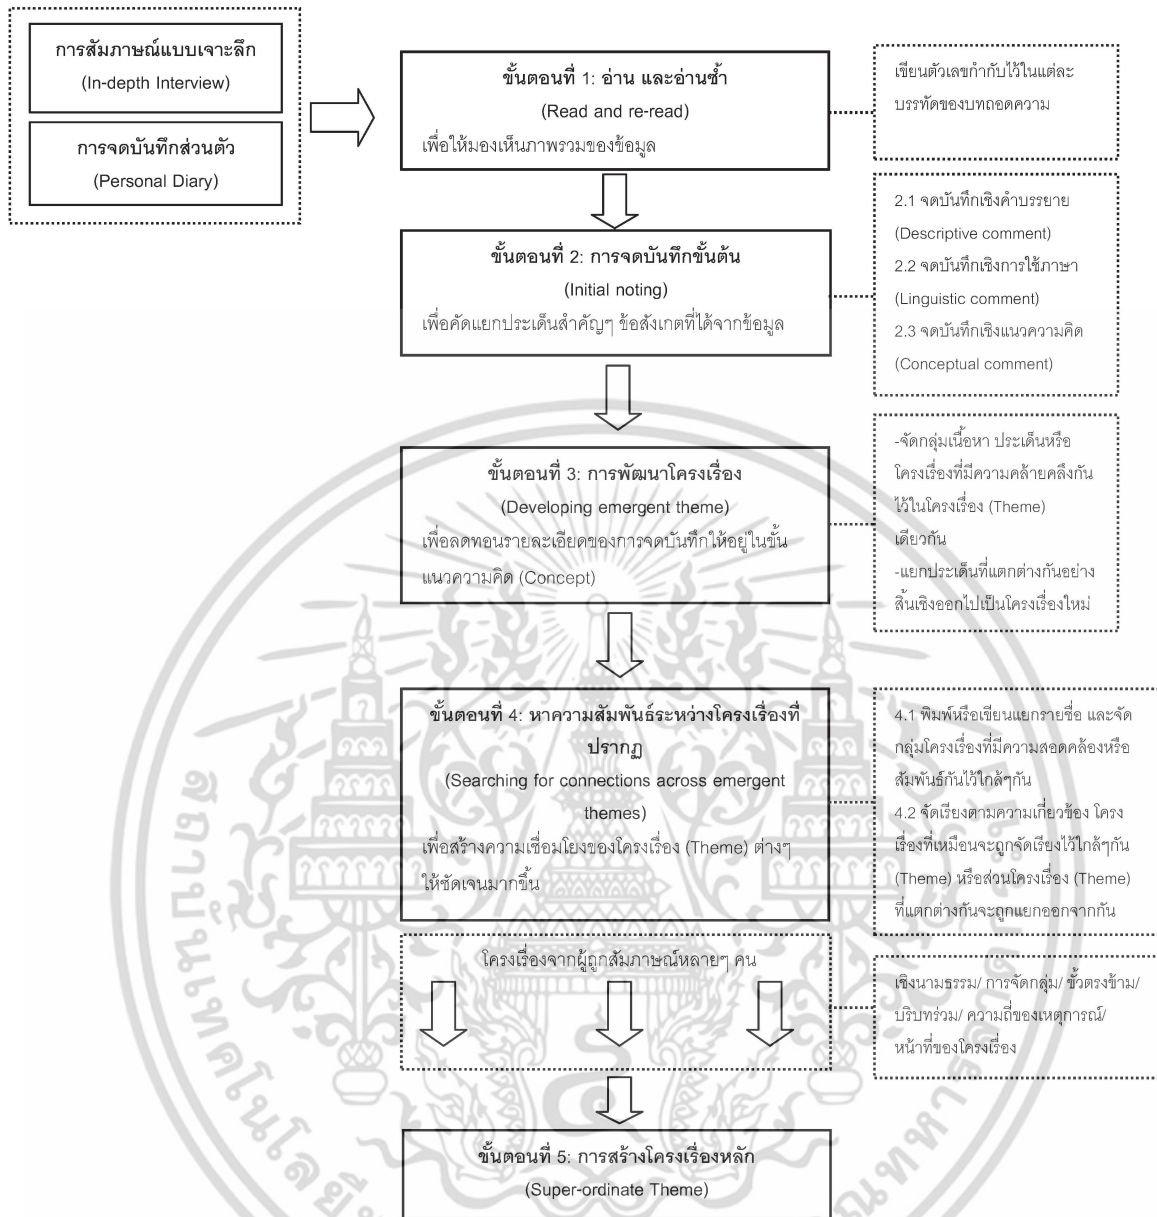 การสัมภาษณ์แบบเจาะลึก
(In-depth Interview)
การจดบันทึกส่วนตัว
(Personal Diary)
ขั้นตอนที่ 1: อ่าน และอ่านซ้ำ
(Read and re-read)
เพื่อให้มองเห็นภาพรวมของข้อมูล
เขียนตัวเลขกำกับไว้ในแต่ละ
บรรทัดของบทถอดความ
ขั้นตอนที่ 2: การจดบันทึกขั้นต้น
(Initial noting)
เพื่อคัดแยกประเด็นสำคัญๆ ข้อสังเกตที่ได้จากข้อมูล
2.1 จดบันทึกเชิงคำบรรยาย
(Descriptive comment)
2.2 จดบันทึกเชิงการใช้ภาษา
(Linguistic comment)
2.3 จดบันทึกเชิงแนวความคิด
(Conceptual comment)
ขั้นตอนที่ 3: การพัฒนาโครงเรื่อง
(Developing emergent theme)
เพื่อลดทอนรายละเอียดของการจดบันทึกให้อยู่ในขั้น
แนวความคิด (Concept)
-จัดกลุ่มเนื้อหา ประเด็นหรือ
โครงเรื่องที่มีความคล้ายคลึงกัน
ไว้ในโครงเรื่อง (Theme)
เดียวกัน
-แยกประเด็นที่แตกต่างกันอย่าง
สิ้นเชิงออกไปเป็นโครงเรื่องใหม่
ขั้นตอนที่ 4: หาความสัมพันธ์ระหว่างโครงเรื่องที่
ปรากฏ
(Searching for connections across emergent
themes)
เพื่อสร้างความเชื่อมโยงของโครงเรื่อง (Theme) ต่างๆ
ให้ชัดเจนมากขึ้น
4.1 พิมพ์หรือเขียนแยกรายชื่อ และจัด
กลุ่มโครงเรื่องที่มีความสอดคล้องหรือ
สัมพันธ์กันไว้ใกล้ๆกัน
4.2 จัดเรียงตามความเกี่ยวข้อง โครง
เรื่องที่เหมือนจะถูกจัดเรียงไว้ใกล้ๆกัน
(Theme) หรือส่วนโครงเรื่อง (Theme)
ที่แตกต่างกันจะถูกแยกออกจากกัน
โครงเรื่องจากผู้ถูกสัมภาษณ์หลายๆ คน
เชิงนามธรรม/ การจัดกลุ่ม/ ขั้วตรงข้าม/
บริบทร่วม/ ความถี่ของเหตุการณ์/
หน้าที่ของโครงเรื่อง
ขั้นตอนที่ 5: การสร้างโครงเรื่องหลัก
(Super-ordinate Theme)